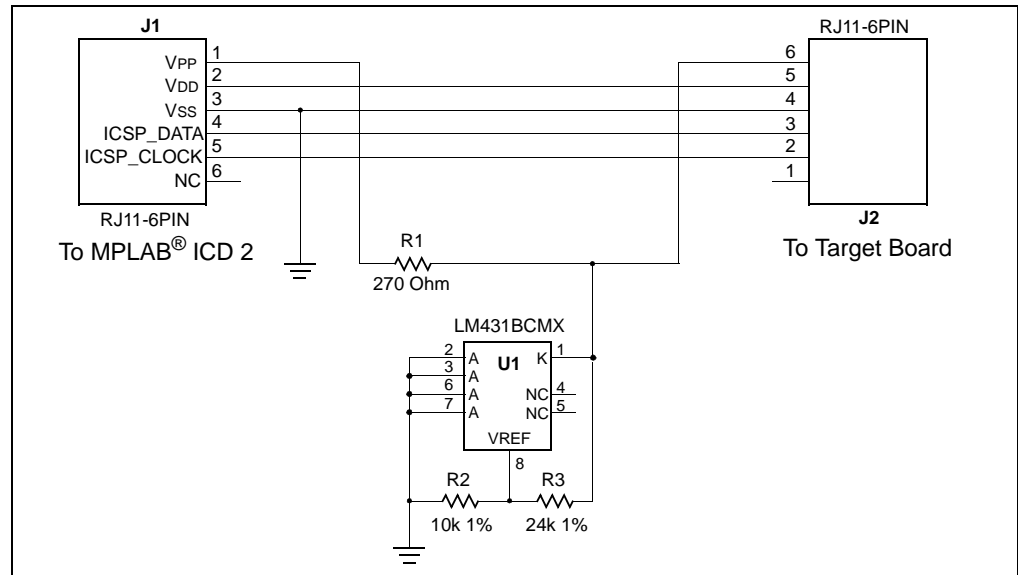 J1
RJ11-6PIN
VPP 1
VDD 2
VSS 3
ICSP_DATA 4
ICSP_CLOCK 5
NC 6
RJ11-6PIN
To MPLAB® ICD 2
6
5
4
3
2
1
J2
To Target Board
R1
270 Ohm
LM431BCMX
U1
2 A
3 A
6 A
7 A
K 1
NC 4
NC 5
VREF
8
R2
10k 1%
R3
24k 1%